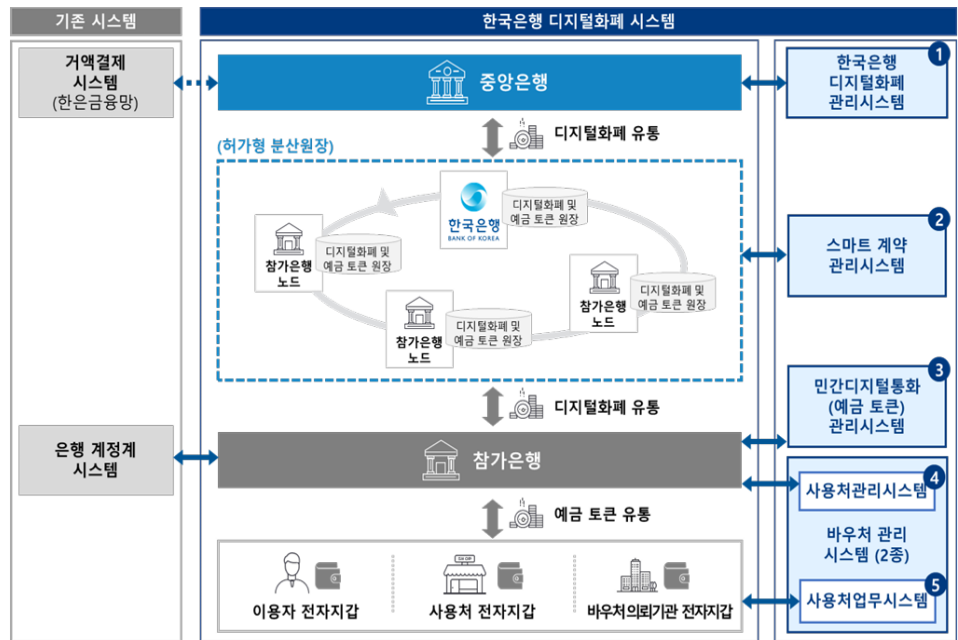 기존 시스템
한국은행 디지털화폐 시스템
거액결제
시스템
(한은금융망)
중앙은행
1
한국은행
디지털화폐
관리시스템
디지털화폐 유통
(허가형 분산원장)
한국은행
BANK OF KOREA
디지털화폐 및
예금 토큰 원장
참가은행
노드
디지털화폐 및
예금 토큰 원장
참가은행
노드
디지털화폐 및
예금 토큰 원장
참가은행
노드
디지털화폐 및
예금 토큰 원장
2
스마트 계약
관리시스템
디지털화폐 유통
3
민간디지털통화
(예금 토큰)
관리시스템
은행 계정계
시스템
참가은행
4
사용처관리시스템
바우처 관리
시스템 (2종)
5
사용처업무시스템
예금 토큰 유통
이용자 전자지갑
사용처 전자지갑
바우처의뢰기관 전자지갑